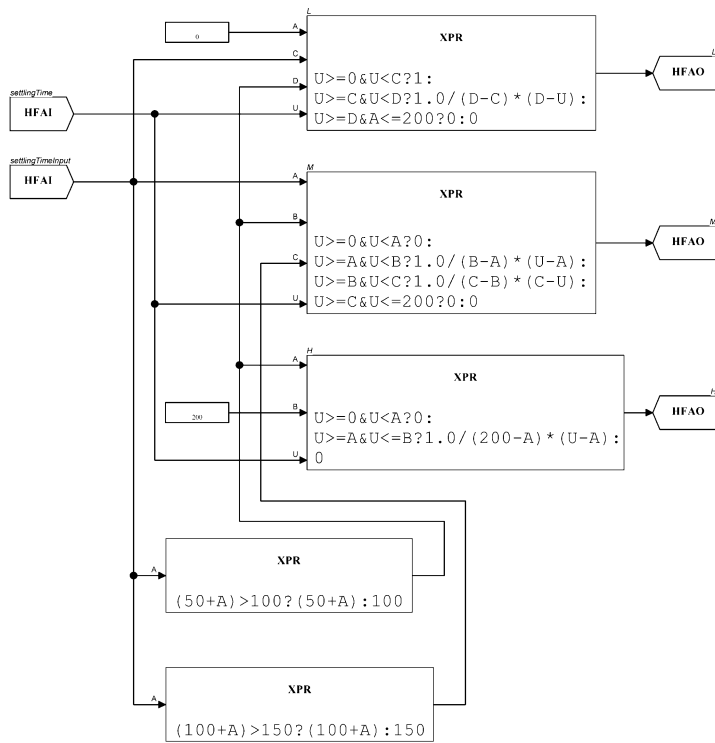 L
0
A
XPR
L
C
HFAO
D
U>=0&U<C?1:
U>=C&U<D?1.0/(D-C)*(D-U):
U>=D&A<=200?0:0
settlingTime
HFAI
U
settlingTimeInput
HFAI
M
A
XPR
M
B
HFAO
U>=0&U<A?0:
C
U>=A&U<B?1.0/(B-A)*(U-A):
U>=B&U<C?1.0/(C-B)*(C-U):
U
U>=C&U<=200?0:0
H
A
XPR
H
200
B
HFAO
U>=0&U<A?0:
U>=A&U<=B?1.0/(200-A)*(U-A):
U
0
XPR
A
(50+A)>100?(50+A):100
XPR
A
(100+A)>150?(100+A):150